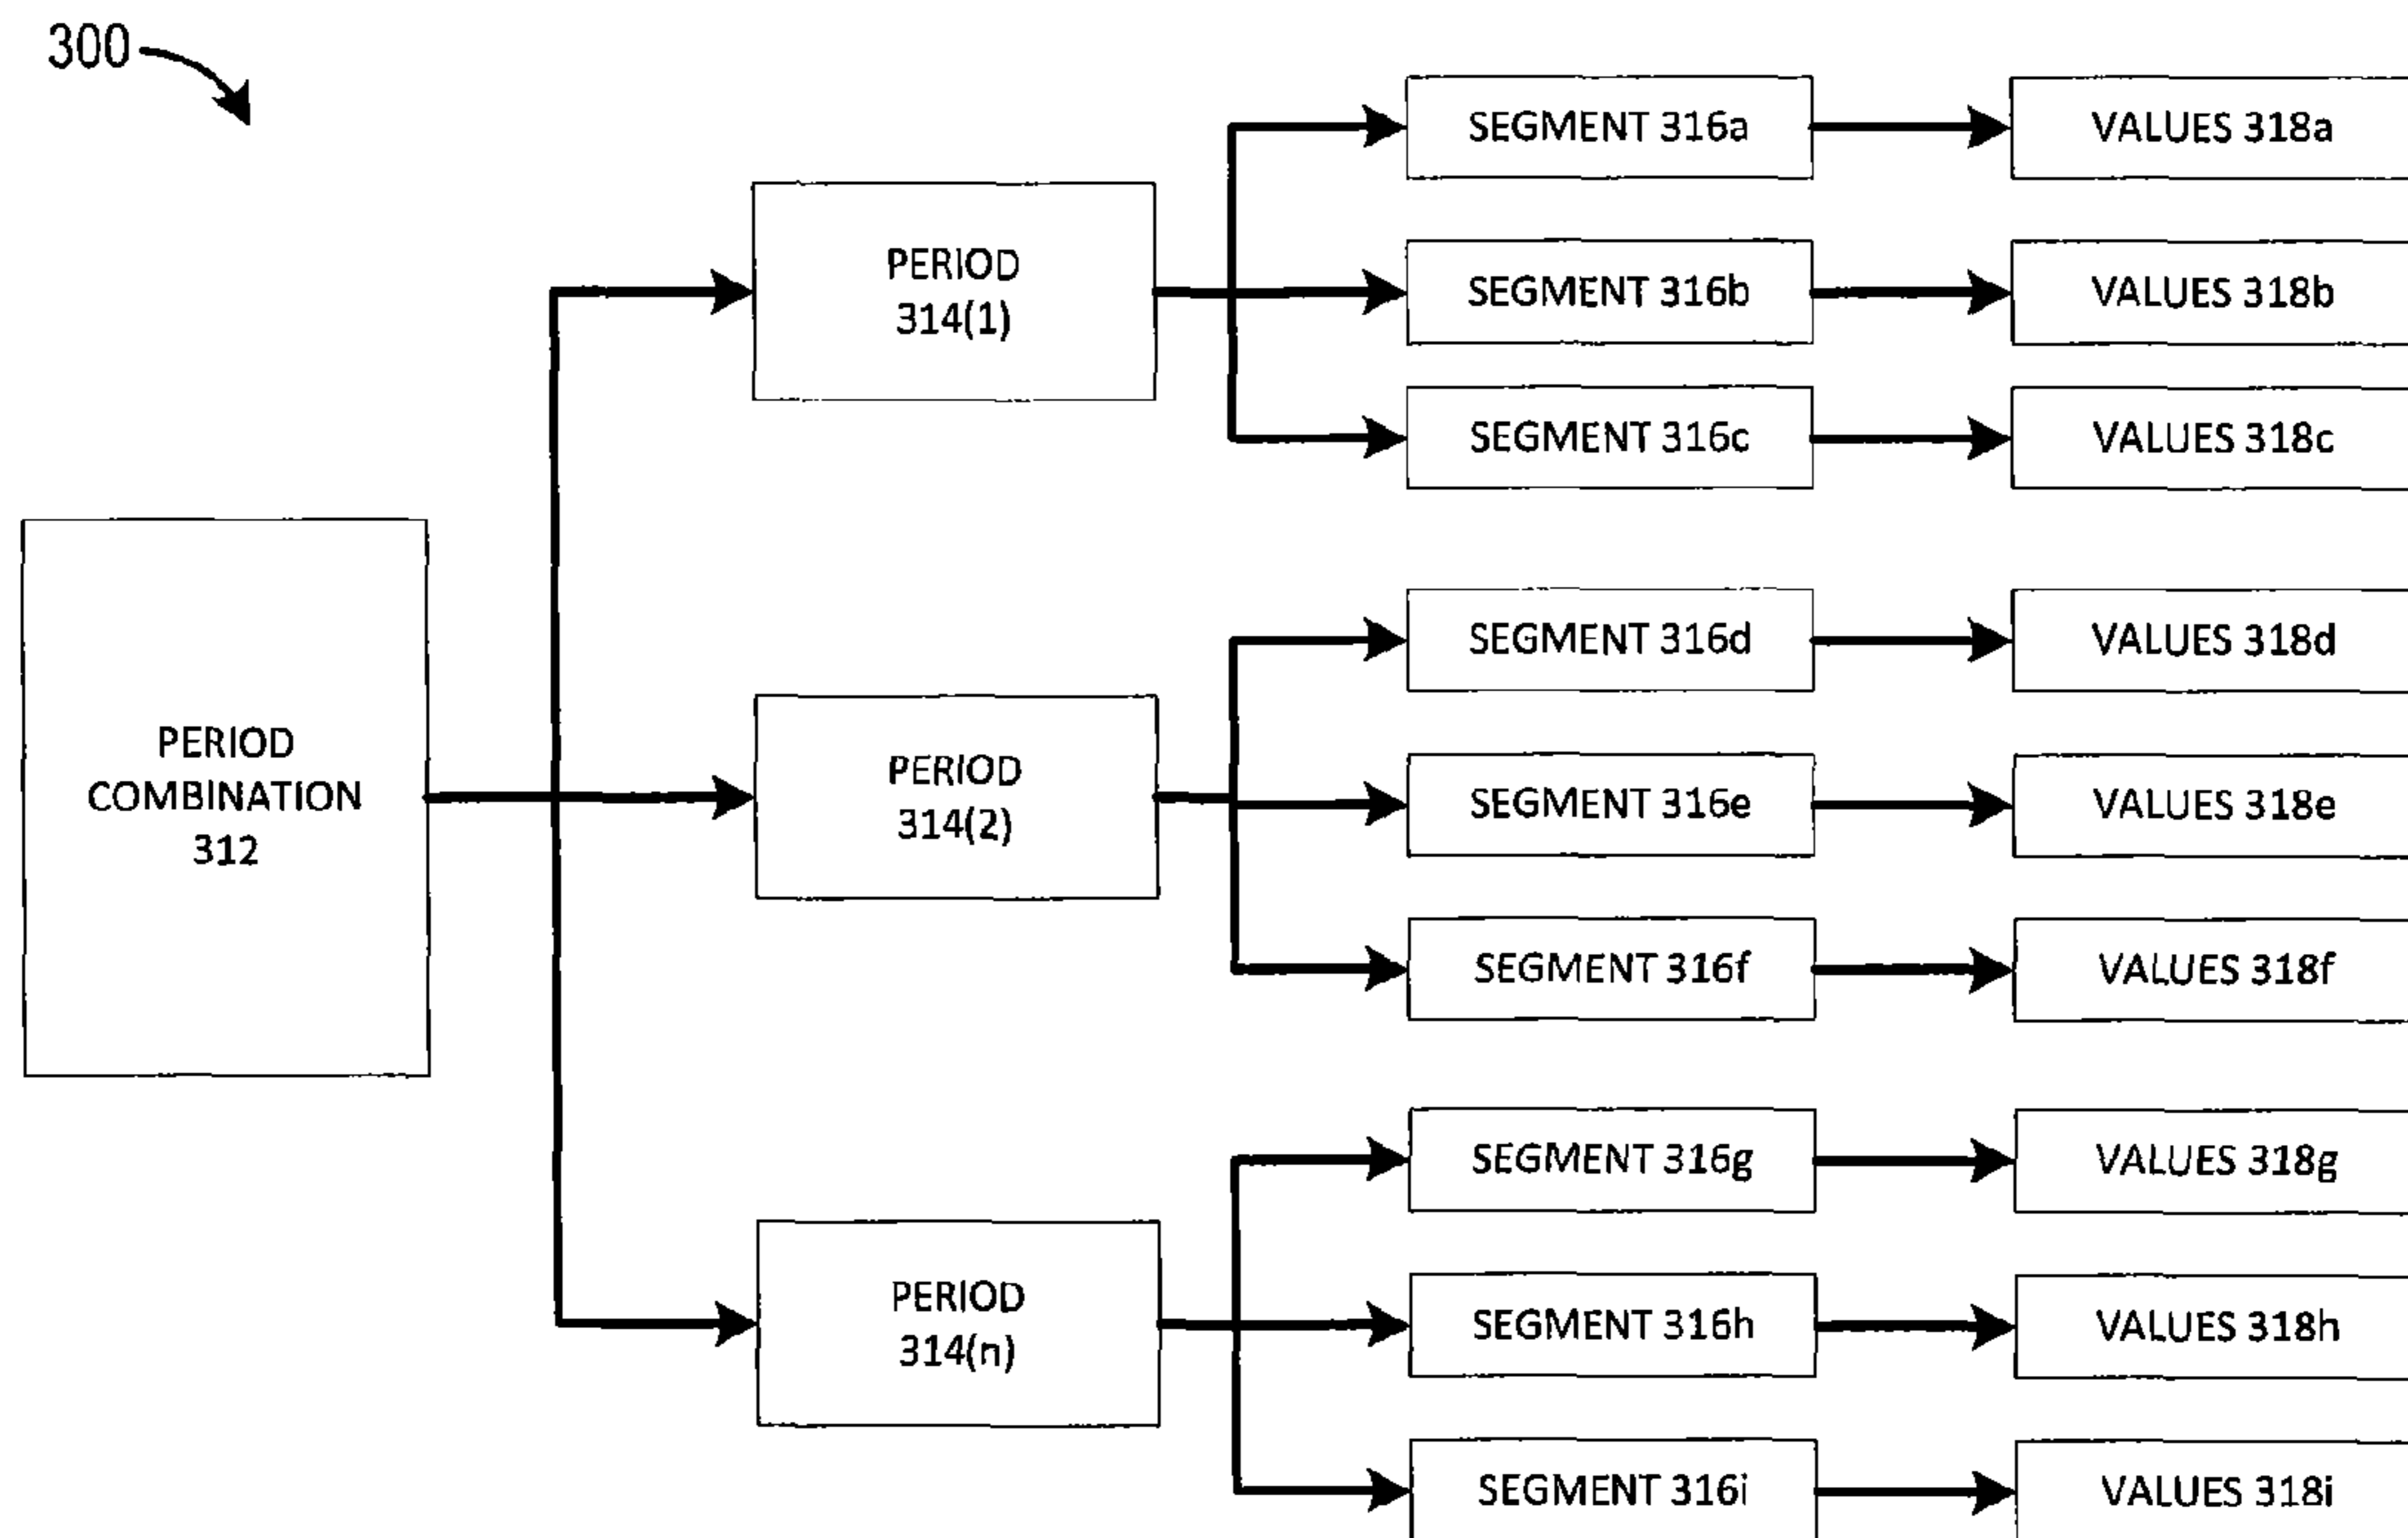 300
PERIOD
COMBINATION
312
PERIOD
314(1)
SEGMENT 316a
VALUES 318a
SEGMENT 316b
VALUES 318b
SEGMENT 316c
VALUES 318c
PERIOD
314(2)
SEGMENT 316d
VALUES 318d
SEGMENT 316e
VALUES 318e
SEGMENT 316f
VALUES 318f
PERIOD
314(n)
SEGMENT 316g
VALUES 318g
SEGMENT 316h
VALUES 318h
SEGMENT 316i
VALUES 318i